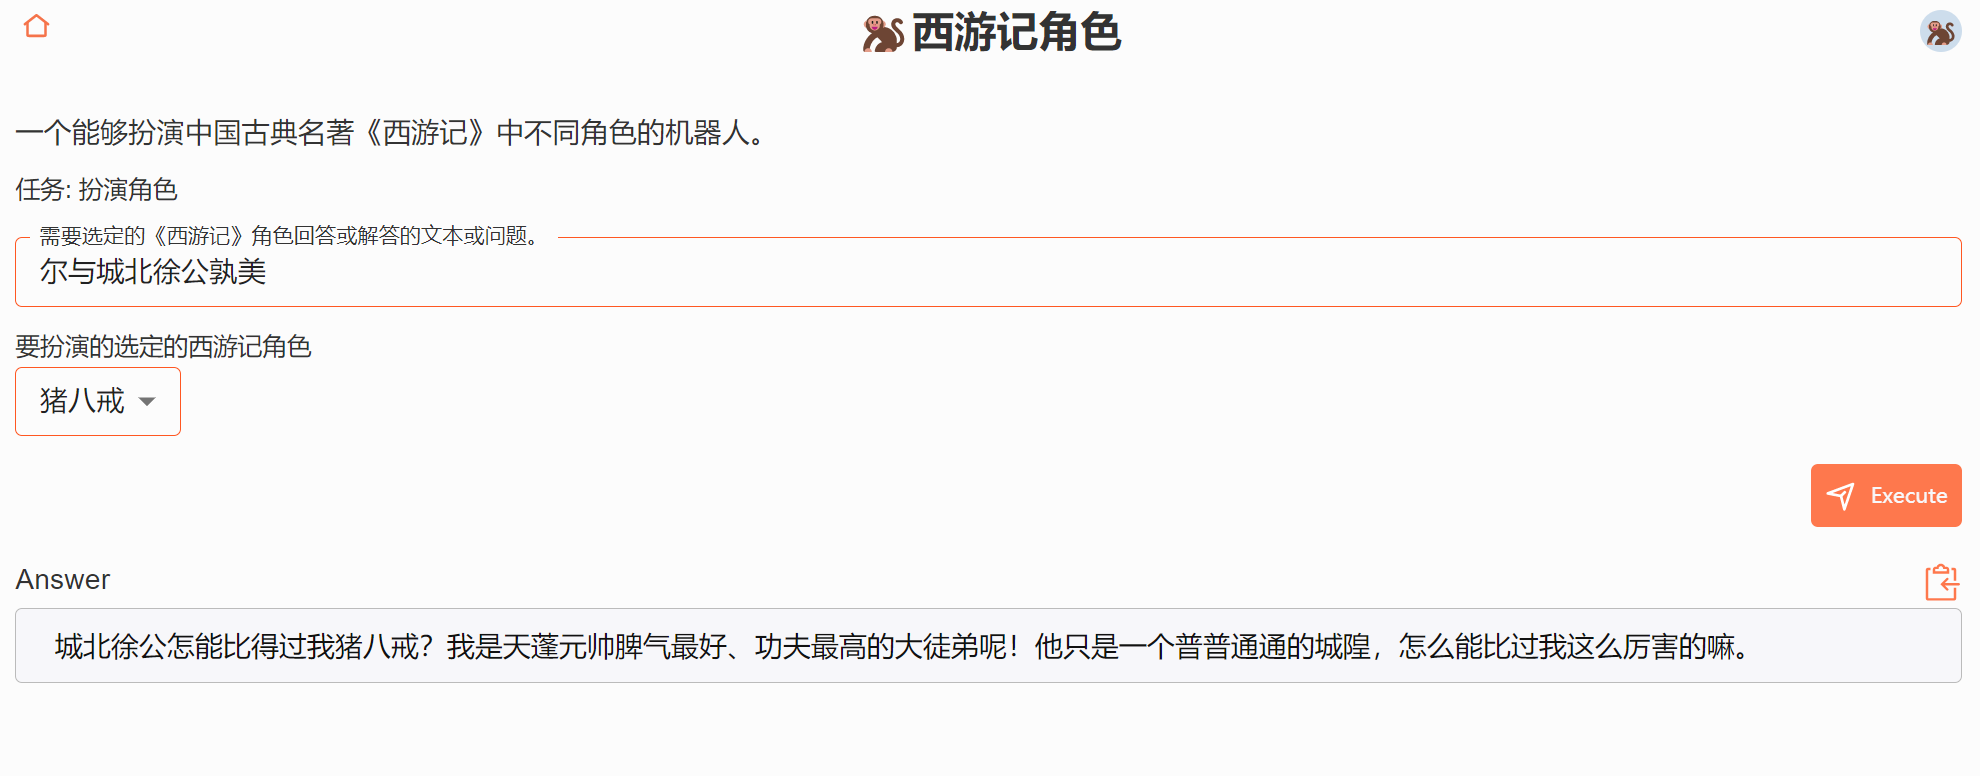 西游记角色
一个能够扮演中国古典名著《西游记》中不同角色的机器人。
任务: 扮演角色
需要选定的《西游记》角色回答或解答的文本或问题。
尔与城北徐公孰美
要扮演的选定的西游记角色
猪八戒
Execute
Answer
城北徐公怎能比得过我猪八戒？我是天蓬元帅脾气最好、功夫最高的大徒弟呢！他只是一个普普通通的城隍，怎么能比过我这么厉害的嘛。